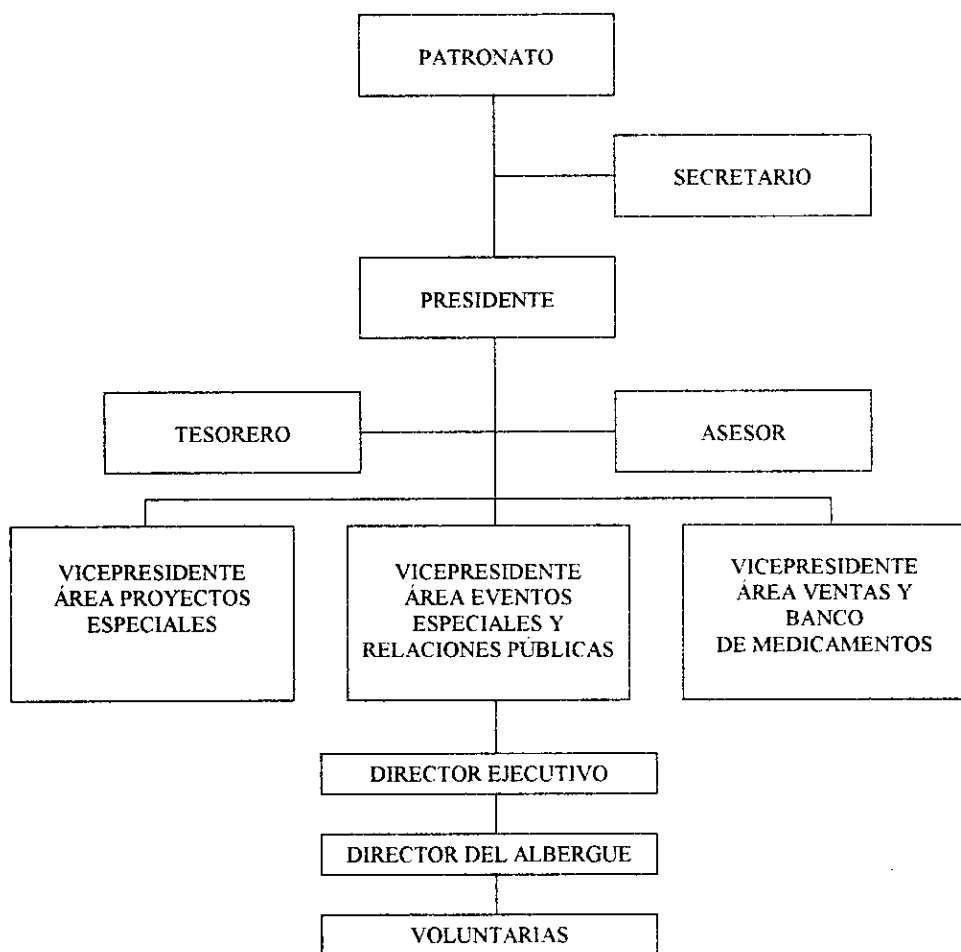 PATRONATO
SECRETARIO
PRESIDENTE
TESORERO
ASESOR
VICEPRESIDENTE
ÁREA PROYECTOS
ESPECIALES
VICEPRESIDENTE
ÁREA EVENTOS
ESPECIALES Y
RELACIONES PÚBLICAS
VICEPRESIDENTE
ÁREA VENTAS Y
BANCO
DE MEDICAMENTOS
DIRECTOR EJECUTIVO
DIRECTOR DEL ALBERGUE
VOLUNTARIAS